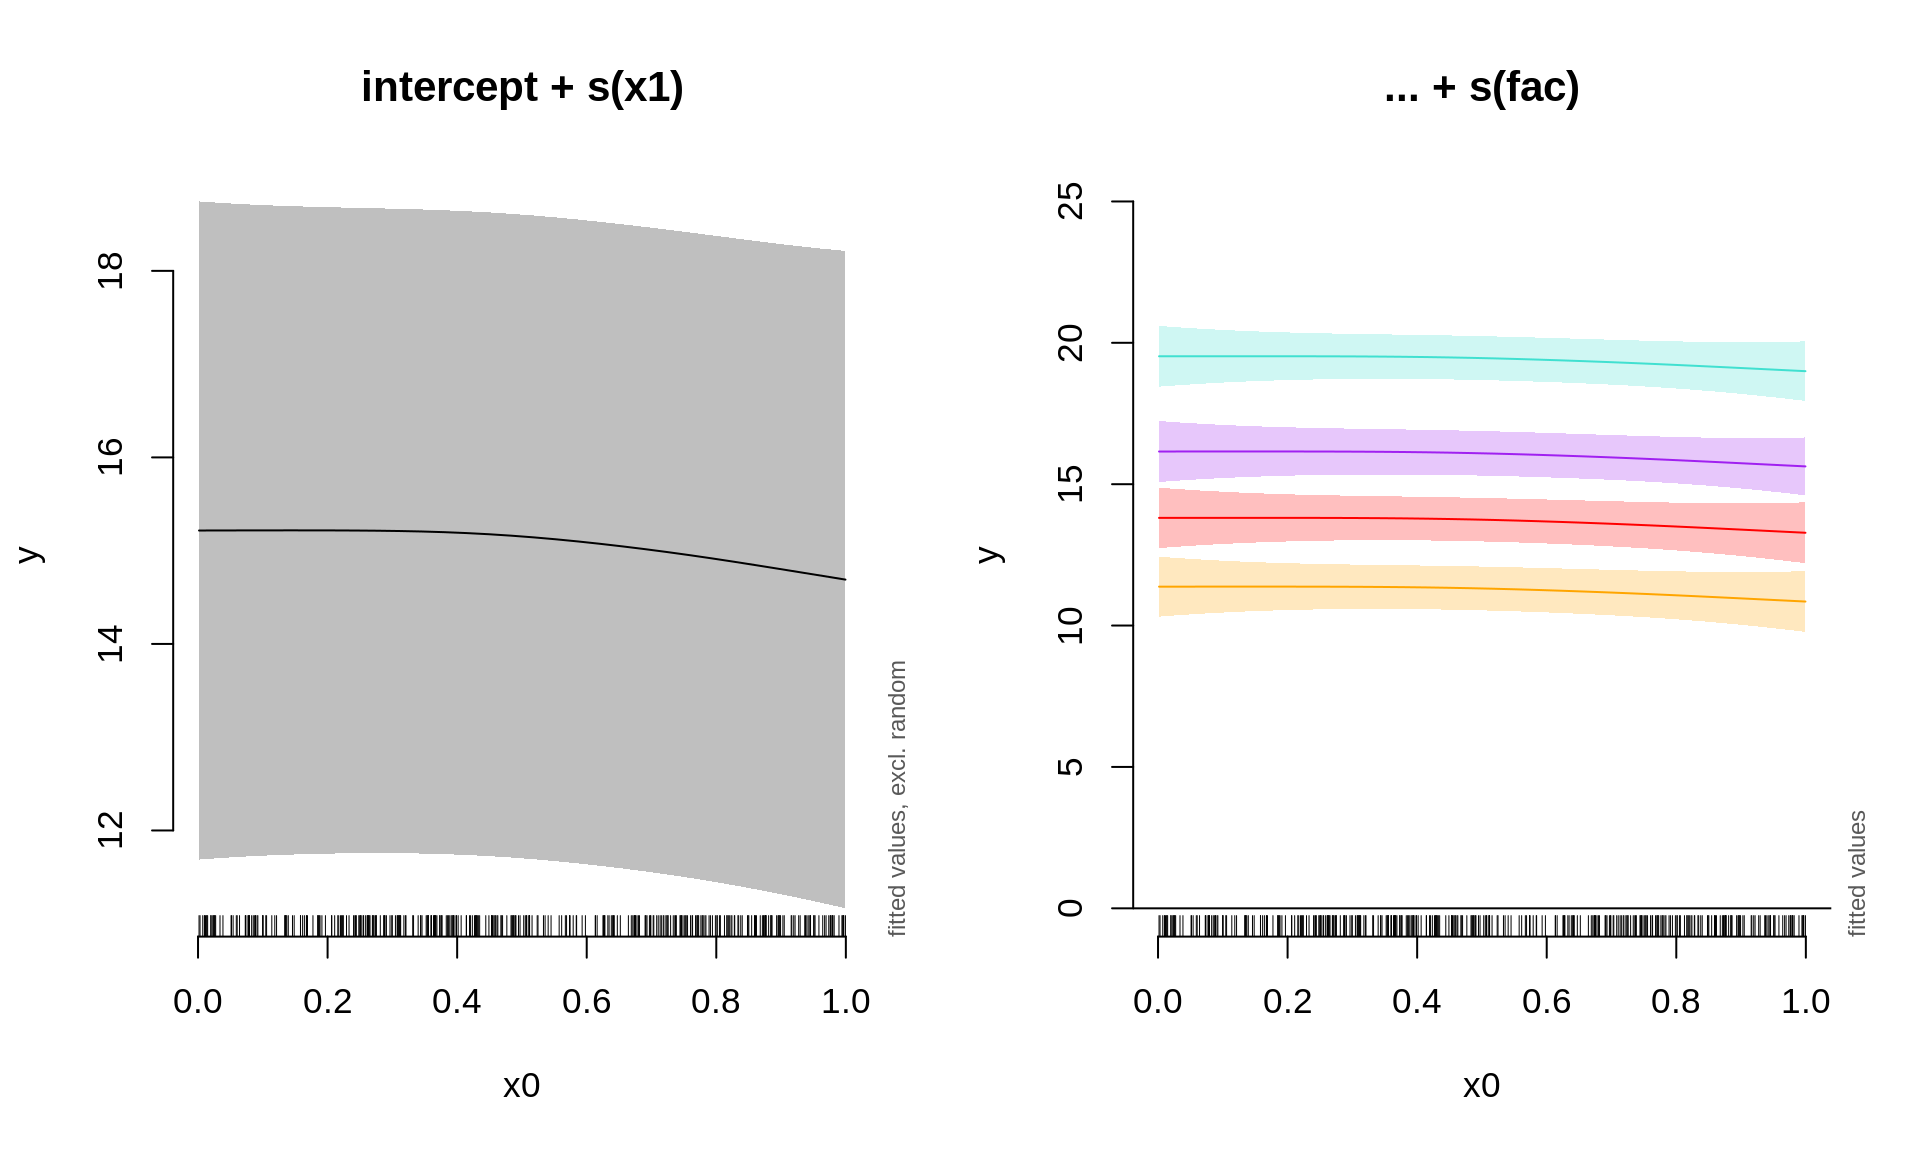 intercept + s(x1)
y
18
16
14
12
fitted values, excl. random
0.0 0.2 0.4 0.6 0.8 1.0
x0
... + s(fac)
y
25
20
15
10
5
0
fitted values
0.0 0.2 0.4 0.6 0.8 1.0
x0